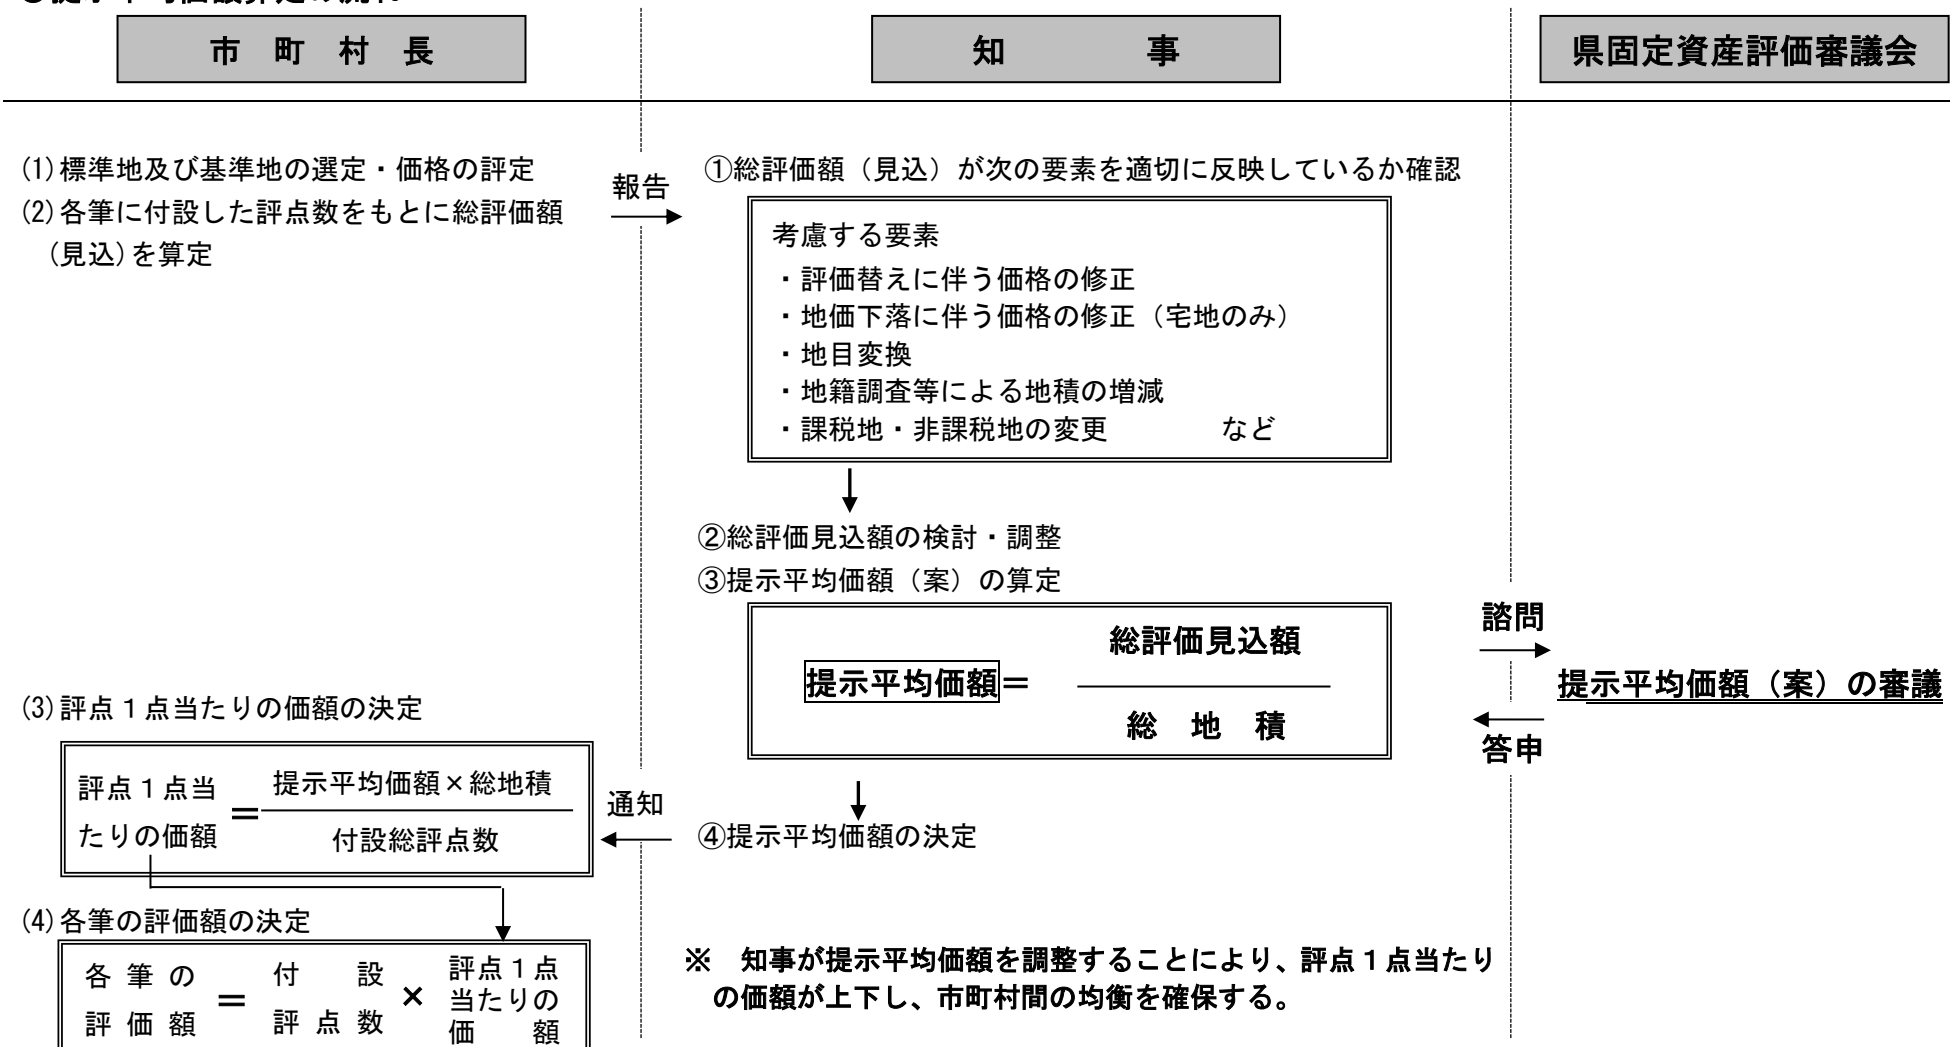 市町村長
知事
県固定資産評価審議会
(1)標準地及び基準地の選定・価格の評定
(2)各筆に付設した評点数をもとに総評価額
(見込)を算定
報告
①総評価額（見込）が次の要素を適切に反映しているか確認
考慮する要素
・評価替えに伴う価格の修正
・地価下落に伴う価格の修正（宅地のみ）
・地目変換
・地籍調査等による地積の増減
・課税地・非課税地の変更　　など
②総評価見込額の検討・調整
③提示平均価額（案）の算定
提示平均価額＝
総評価見込額
総地積
諮問
提示平均価額（案）の審議
答申
④提示平均価額の決定
通知
(3)評点１点当たりの価額の決定
評点１点当
たりの価額
＝
提示平均価額×総地積
付設総評点数
(4)各筆の評価額の決定
各筆の
評価額
＝
付設
評点数
×
評点１点
当たりの
価額
※　知事が提示平均価額を調整することにより、評点１点当たり
の価額が上下し、市町村間の均衡を確保する。